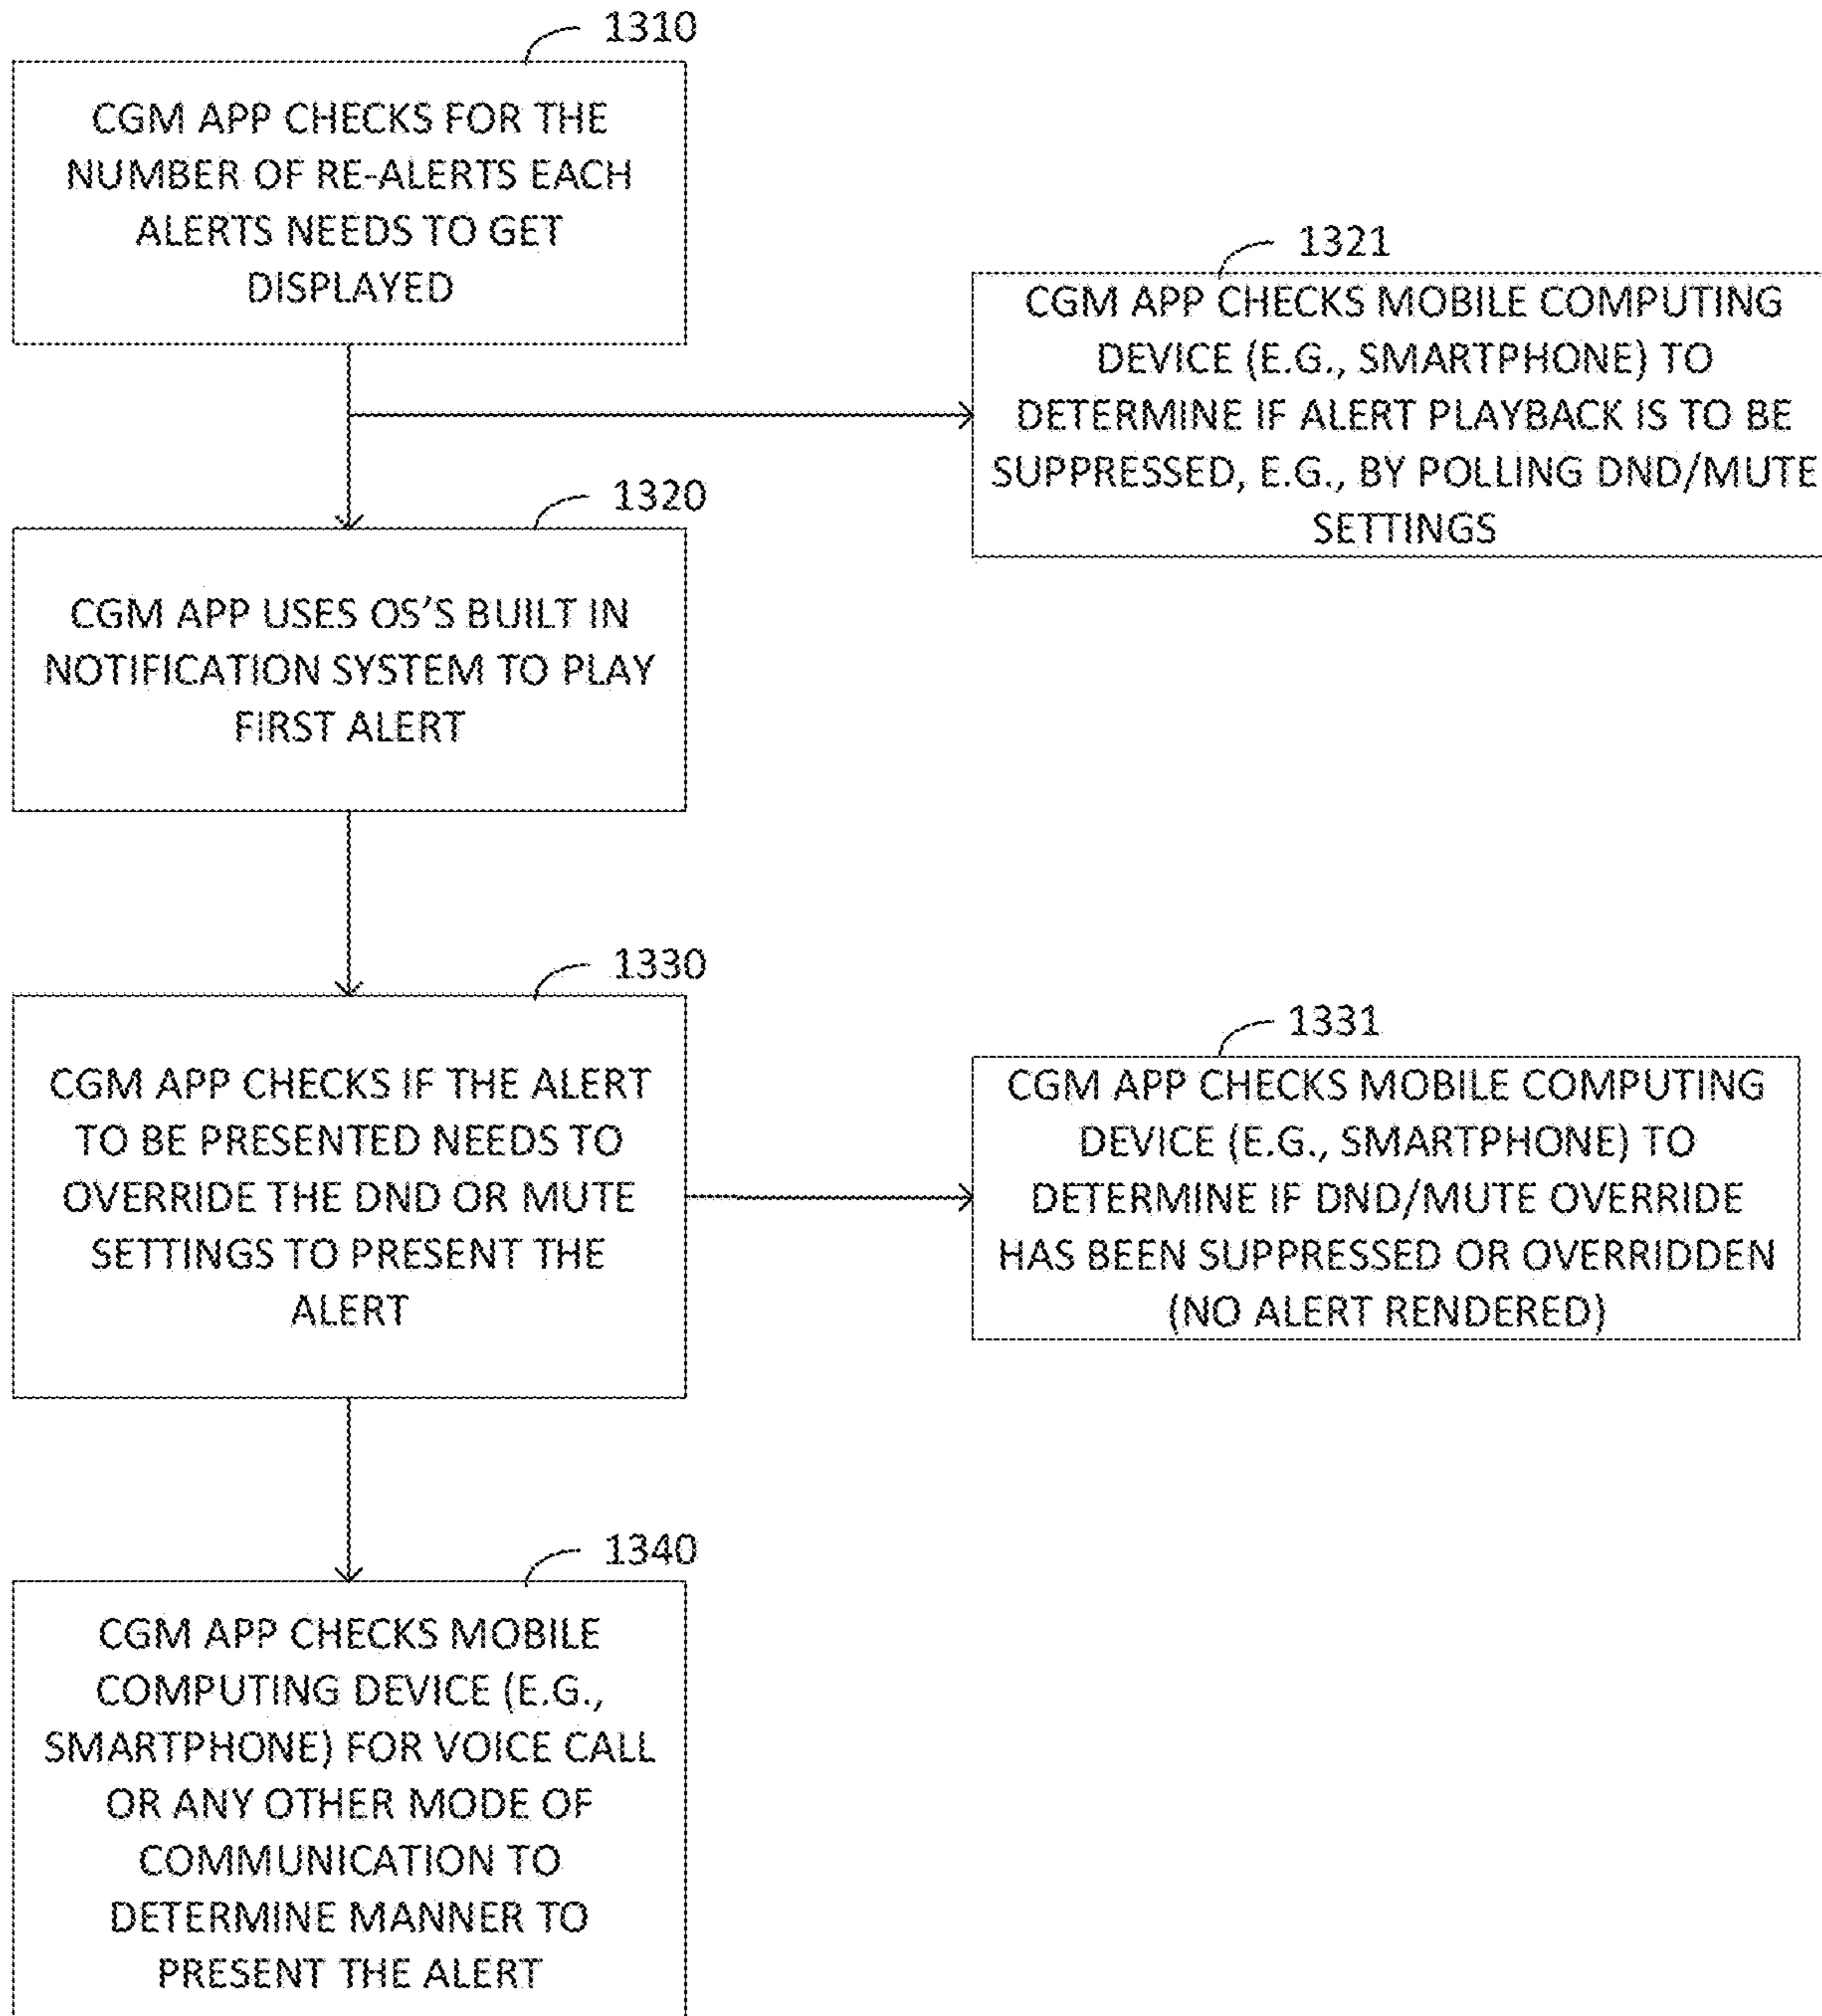 1310
CGM APP CHECKS FOR THE
NUMBER OF RE-ALERTS EACH
ALERTS NEEDS TO GET
DISPLAYED
1321
CGM APP CHECKS MOBILE COMPUTING
DEVICE (E.G., SMARTPHONE) TO
DETERMINE IF ALERT PLAYBACK IS TO BE
SUPPRESSED, E.G., BY POLLING DND/MUTE
SETTINGS
1320
CGM APP USES OS'S BUILT IN
NOTIFICATION SYSTEM TO PLAY
FIRST ALERT
1330
CGM APP CHECKS IF THE ALERT
TO BE PRESENTED NEEDS TO
OVERRIDE THE DND OR MUTE
SETTINGS TO PRESENT THE
ALERT
1331
CGM APP CHECKS MOBILE COMPUTING
DEVICE (E.G., SMARTPHONE) TO
DETERMINE IF DND/MUTE OVERRIDE
HAS BEEN SUPPRESSED OR OVERRIDDEN
(NO ALERT RENDERED)
1340
CGM APP CHECKS MOBILE
COMPUTING DEVICE (E.G.,
SMARTPHONE) FOR VOICE CALL
OR ANY OTHER MODE OF
COMMUNICATION TO
DETERMINE MANNER TO
PRESENT THE ALERT